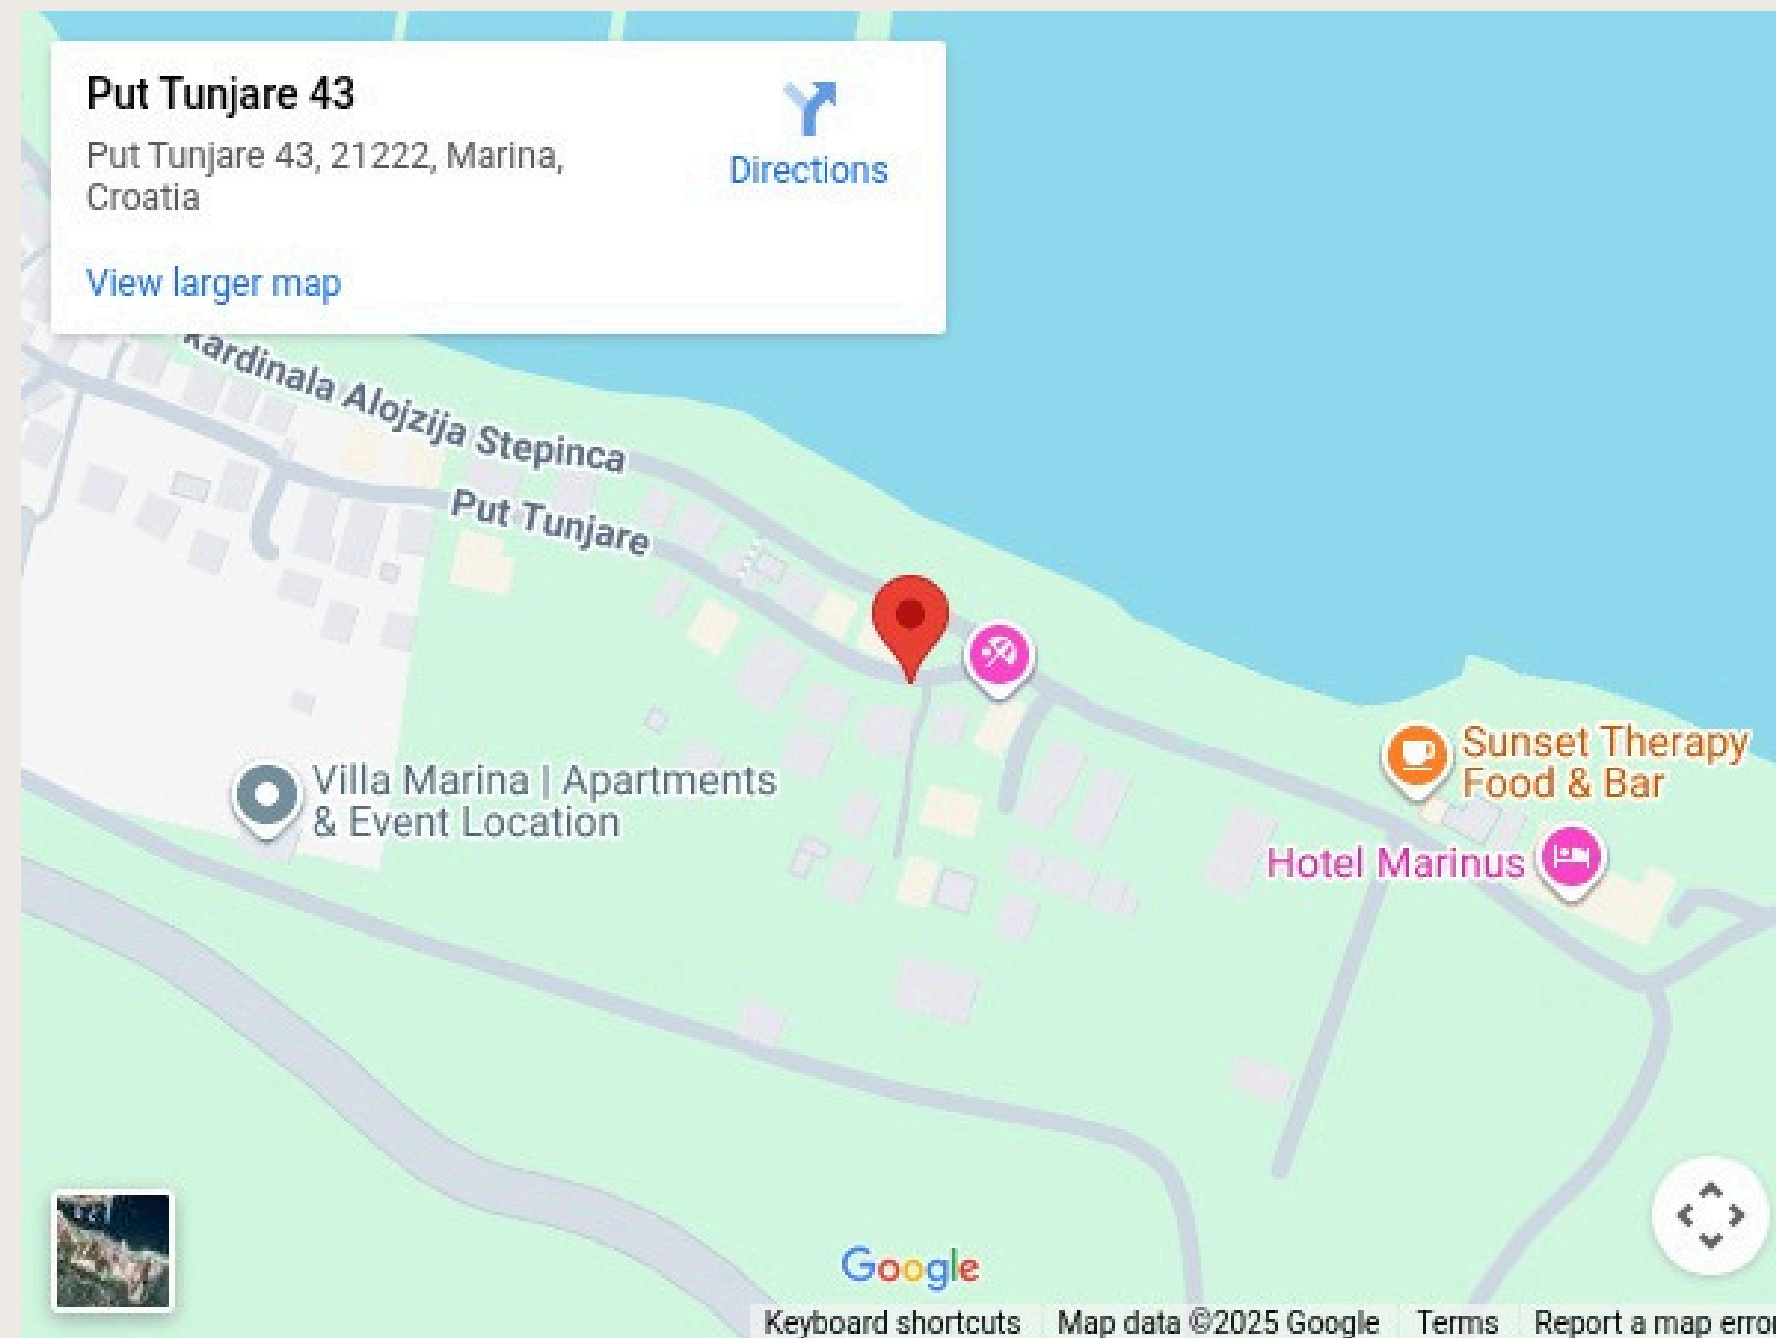 Put Tunjare 43
Put Tunjare 43, 21222, Marina,
Croatia
Directions
View larger map
kardinala Alojzija Stepinca
Put Tunjare
Villa Marina | Apartments
& Event Location
Sunset Therapy
Food & Bar
Hotel Marinus
Google
Keyboard shortcuts
Map data ©2025 Google
Terms
Report a map error